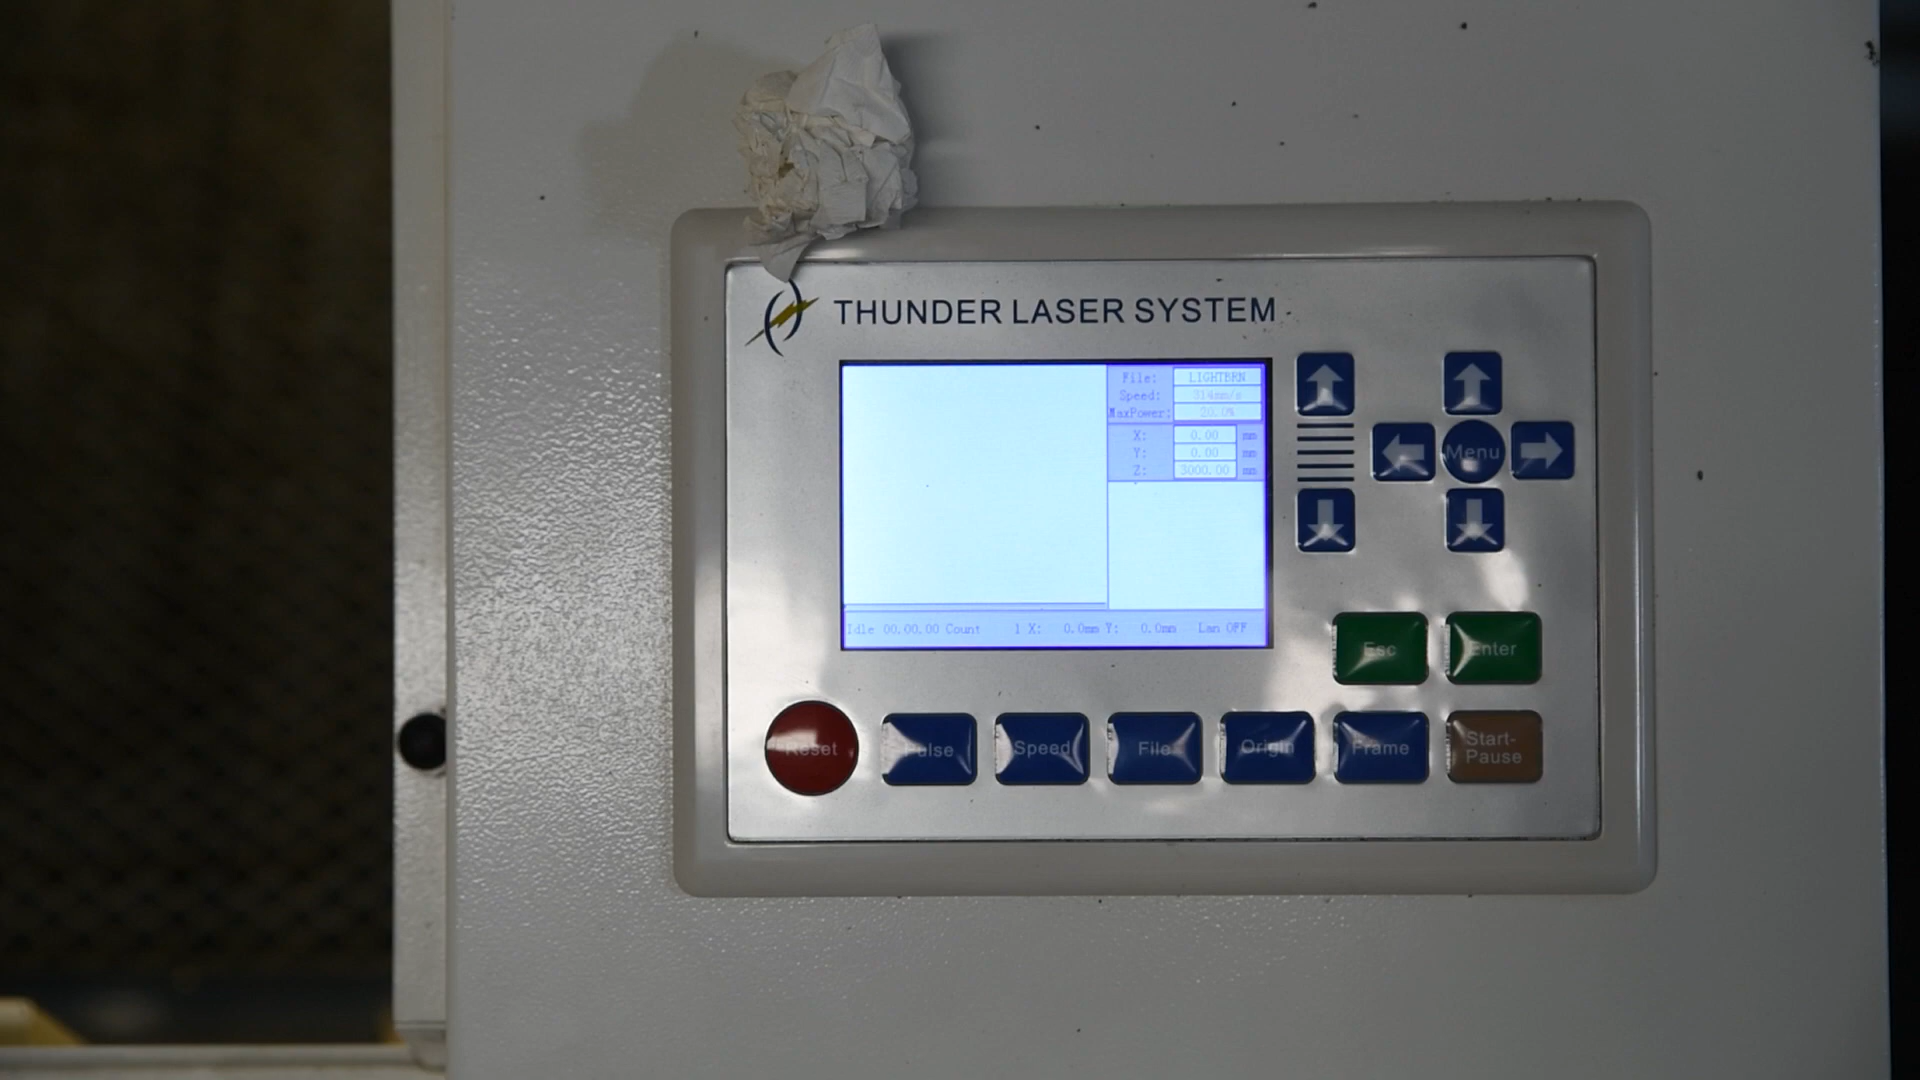 THUNDER LASER SYSTEM
File: LIGHTBRN
Speed: 314mm/s
MaxPower: 20.0%
X: 0.00 mm
Y: 0.00 mm
Z: 3000.00 mm
Idle 00.00.00 Count 1 X: 0.0mm Y: 0.0mm Lan OFF
Menu
Esc Enter
Reset Pulse Speed File Origin Frame Start-
Pause